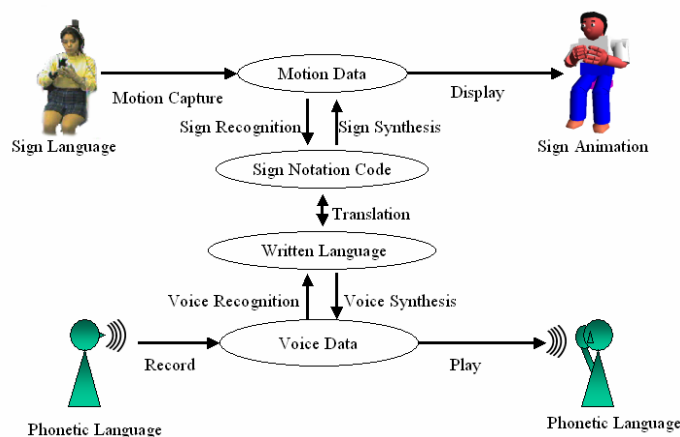 Motion Data
Motion Capture
Display
Sign Recognition
Sign Synthesis
Sign Language
Sign Animation
Sign Notation Code
Translation
Written Language
Voice Recognition
Voice Synthesis
Voice Data
Record
Play
Phonetic Language
Phonetic Language